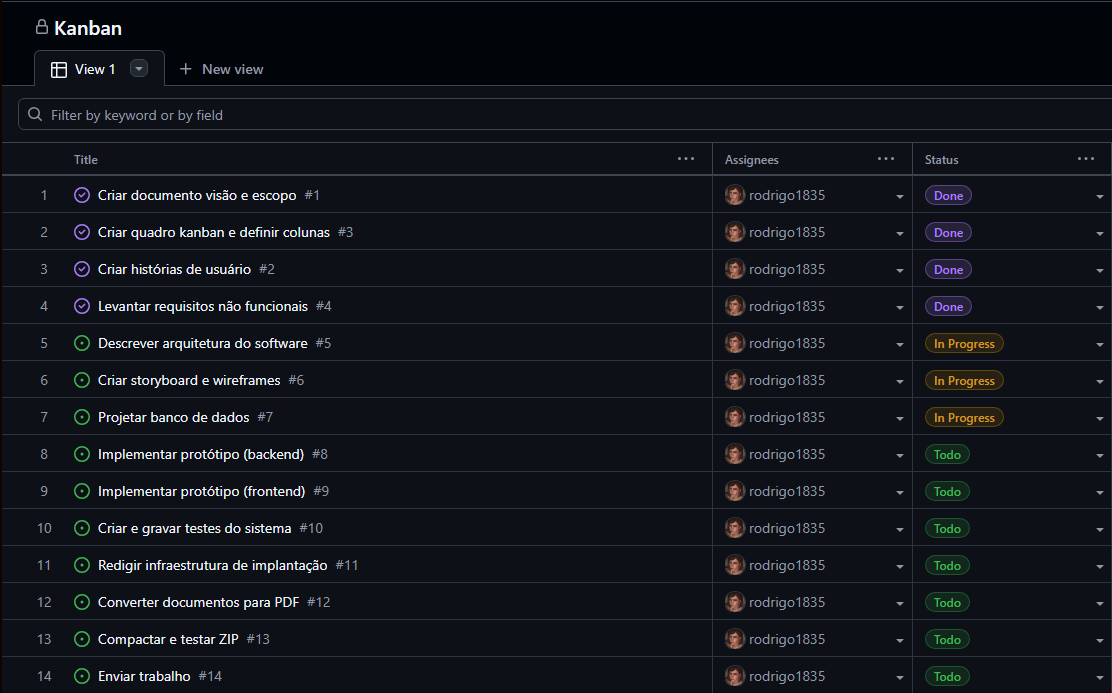 Kanban
View 1 New view
Filter by keyword or by field
Title Assignees Status
1 Criar documento visão e escopo #1 rodrigo1835 Done
2 Criar quadro kanban e definir colunas #3 rodrigo1835 Done
3 Criar histórias de usuário #2 rodrigo1835 Done
4 Levantar requisitos não funcionais #4 rodrigo1835 Done
5 Descrever arquitetura do software #5 rodrigo1835 In Progress
6 Criar storyboard e wireframes #6 rodrigo1835 In Progress
7 Projetar banco de dados #7 rodrigo1835 In Progress
8 Implementar protótipo (backend) #8 rodrigo1835 Todo
9 Implementar protótipo (frontend) #9 rodrigo1835 Todo
10 Criar e gravar testes do sistema #10 rodrigo1835 Todo
11 Redigir infraestrutura de implantação #11 rodrigo1835 Todo
12 Converter documentos para PDF #12 rodrigo1835 Todo
13 Compactar e testar ZIP #13 rodrigo1835 Todo
14 Enviar trabalho #14 rodrigo1835 Todo